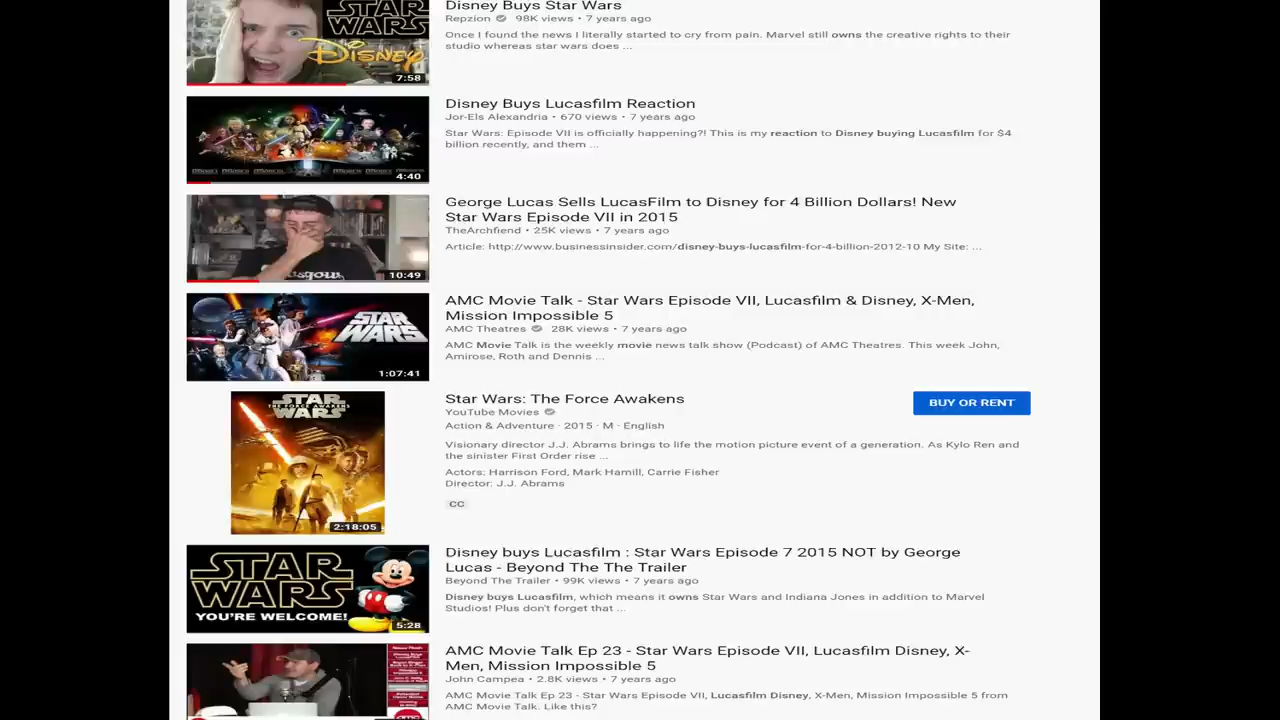 STAR
WARS
DISNEY
7:58
Disney Buys Star Wars
Repzion 98K views • 7 years ago
Once I found the news I literally started to cry from pain. Marvel still owns the creative rights to their
studio whereas star wars does ...
4:40
Disney Buys Lucasfilm Reaction
Jor-Els Alexandria • 670 views • 7 years ago
Star Wars: Episode VII is officially happening?! This is my reaction to Disney buying Lucasfilm for $4
billion recently, and them ...
10:49
George Lucas Sells LucasFilm to Disney for 4 Billion Dollars! New
Star Wars Episode VII in 2015
TheArchfiend • 25K views • 7 years ago
Article: http://www.businessinsider.com/disney-buys-lucasfilm-for-4-billion-2012-10 My Site: ...
STAR
WARS
1:07:41
AMC Movie Talk - Star Wars Episode VII, Lucasfilm & Disney, X-Men,
Mission Impossible 5
AMC Theatres 28K views • 7 years ago
AMC Movie Talk is the weekly movie news talk show (Podcast) of AMC Theatres. This week John,
Amirose, Roth and Dennis ...
STAR
THE FORCE AWAKENS
WARS
2:18:05
Star Wars: The Force Awakens
BUY OR RENT
YouTube Movies
Action & Adventure · 2015 · M · English
Visionary director J.J. Abrams brings to life the motion picture event of a generation. As Kylo Ren and
the sinister First Order rise ...
Actors: Harrison Ford, Mark Hamill, Carrie Fisher
Director: J.J. Abrams
CC
STAR
WARS
YOU'RE WELCOME!
5:28
Disney buys Lucasfilm : Star Wars Episode 7 2015 NOT by George
Lucas - Beyond The The Trailer
Beyond The Trailer • 99K views • 7 years ago
Disney buys Lucasfilm, which means it owns Star Wars and Indiana Jones in addition to Marvel
Studios! Plus don't forget that ...
AMC Movie Talk Ep 23 - Star Wars Episode VII, Lucasfilm Disney, X-
Men, Mission Impossible 5
John Campea • 2.8K views • 7 years ago
AMC Movie Talk Ep 23 - Star Wars Episode VII, Lucasfilm Disney, X-Men, Mission Impossible 5 from
AMC Movie Talk. Like this?